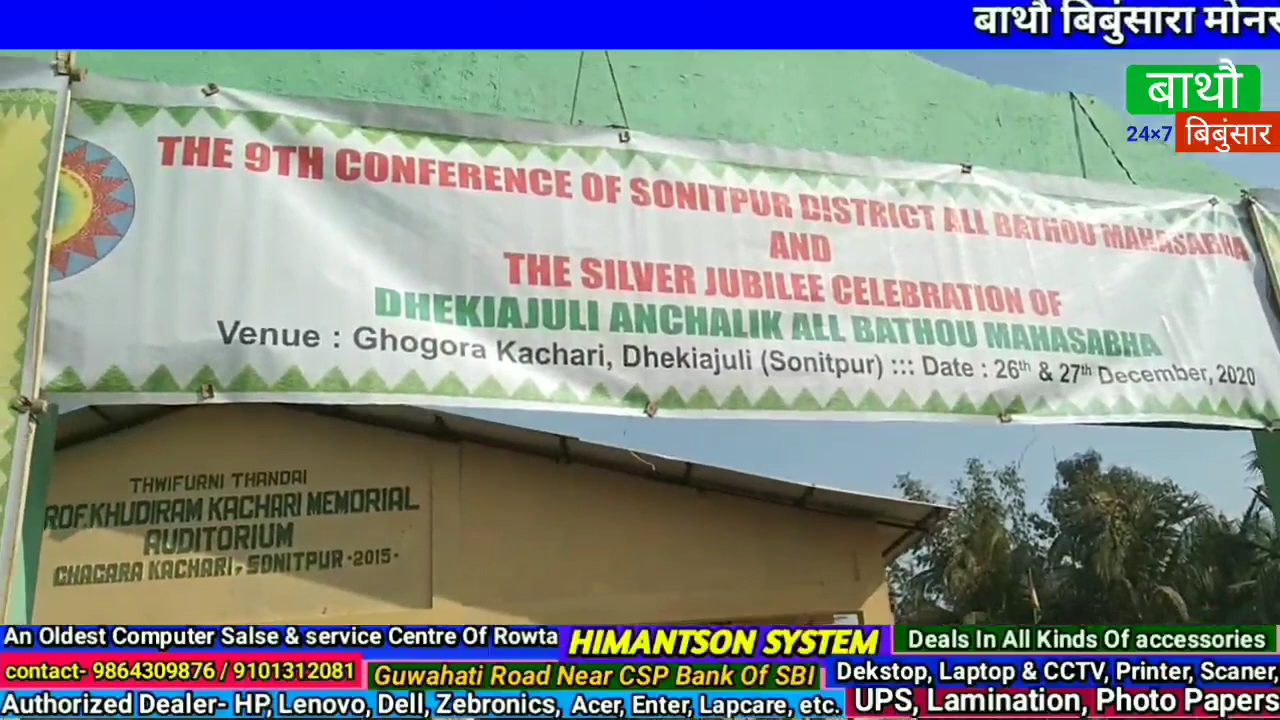 बाथौ बिबुंसारा मोनस
बाथौ
24×7 बिबुंसार
THE 9TH CONFERENCE OF SONITPUR DISTRICT ALL BATHOU MAHASABHA
AND
THE SILVER JUBILEE CELEBRATION OF
DHEKIAJULI ANCHALIK ALL BATHOU MAHASABHA
Venue : Ghogora Kachari, Dhekiajuli (Sonitpur) ::: Date : 26th & 27th December, 2020
THWIFURNI THANDAI
ROF.KHUDIRAM KACHARI MEMORIAL
AUDITORIUM
GHAGARA KACHARI, SONITPUR -2015-
An Oldest Computer Salse & service Centre Of Rowta HIMANTSON SYSTEM Deals In All Kinds Of accessories
contact- 9864309876 / 9101312081 Guwahati Road Near CSP Bank Of SBI Dekstop, Laptop & CCTV, Printer, Scaner,
Authorized Dealer- HP, Lenovo, Dell, Zebronics, Acer, Enter, Lapcare, etc. UPS, Lamination, Photo Papers